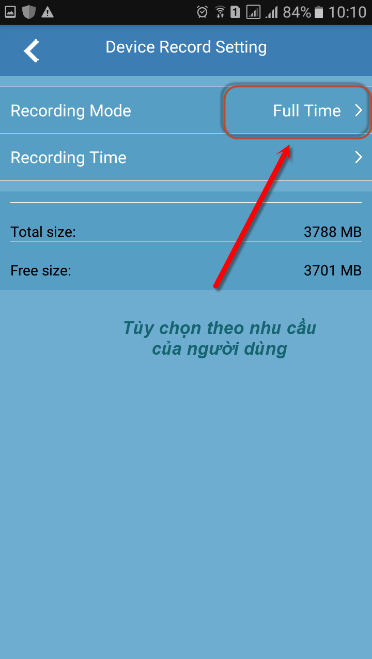 1 84% 10:10
Device Record Setting
Recording Mode Full Time
Recording Time
Total size: 3788 MB
Free size: 3701 MB
Tùy chọn theo nhu cầu
của người dùng